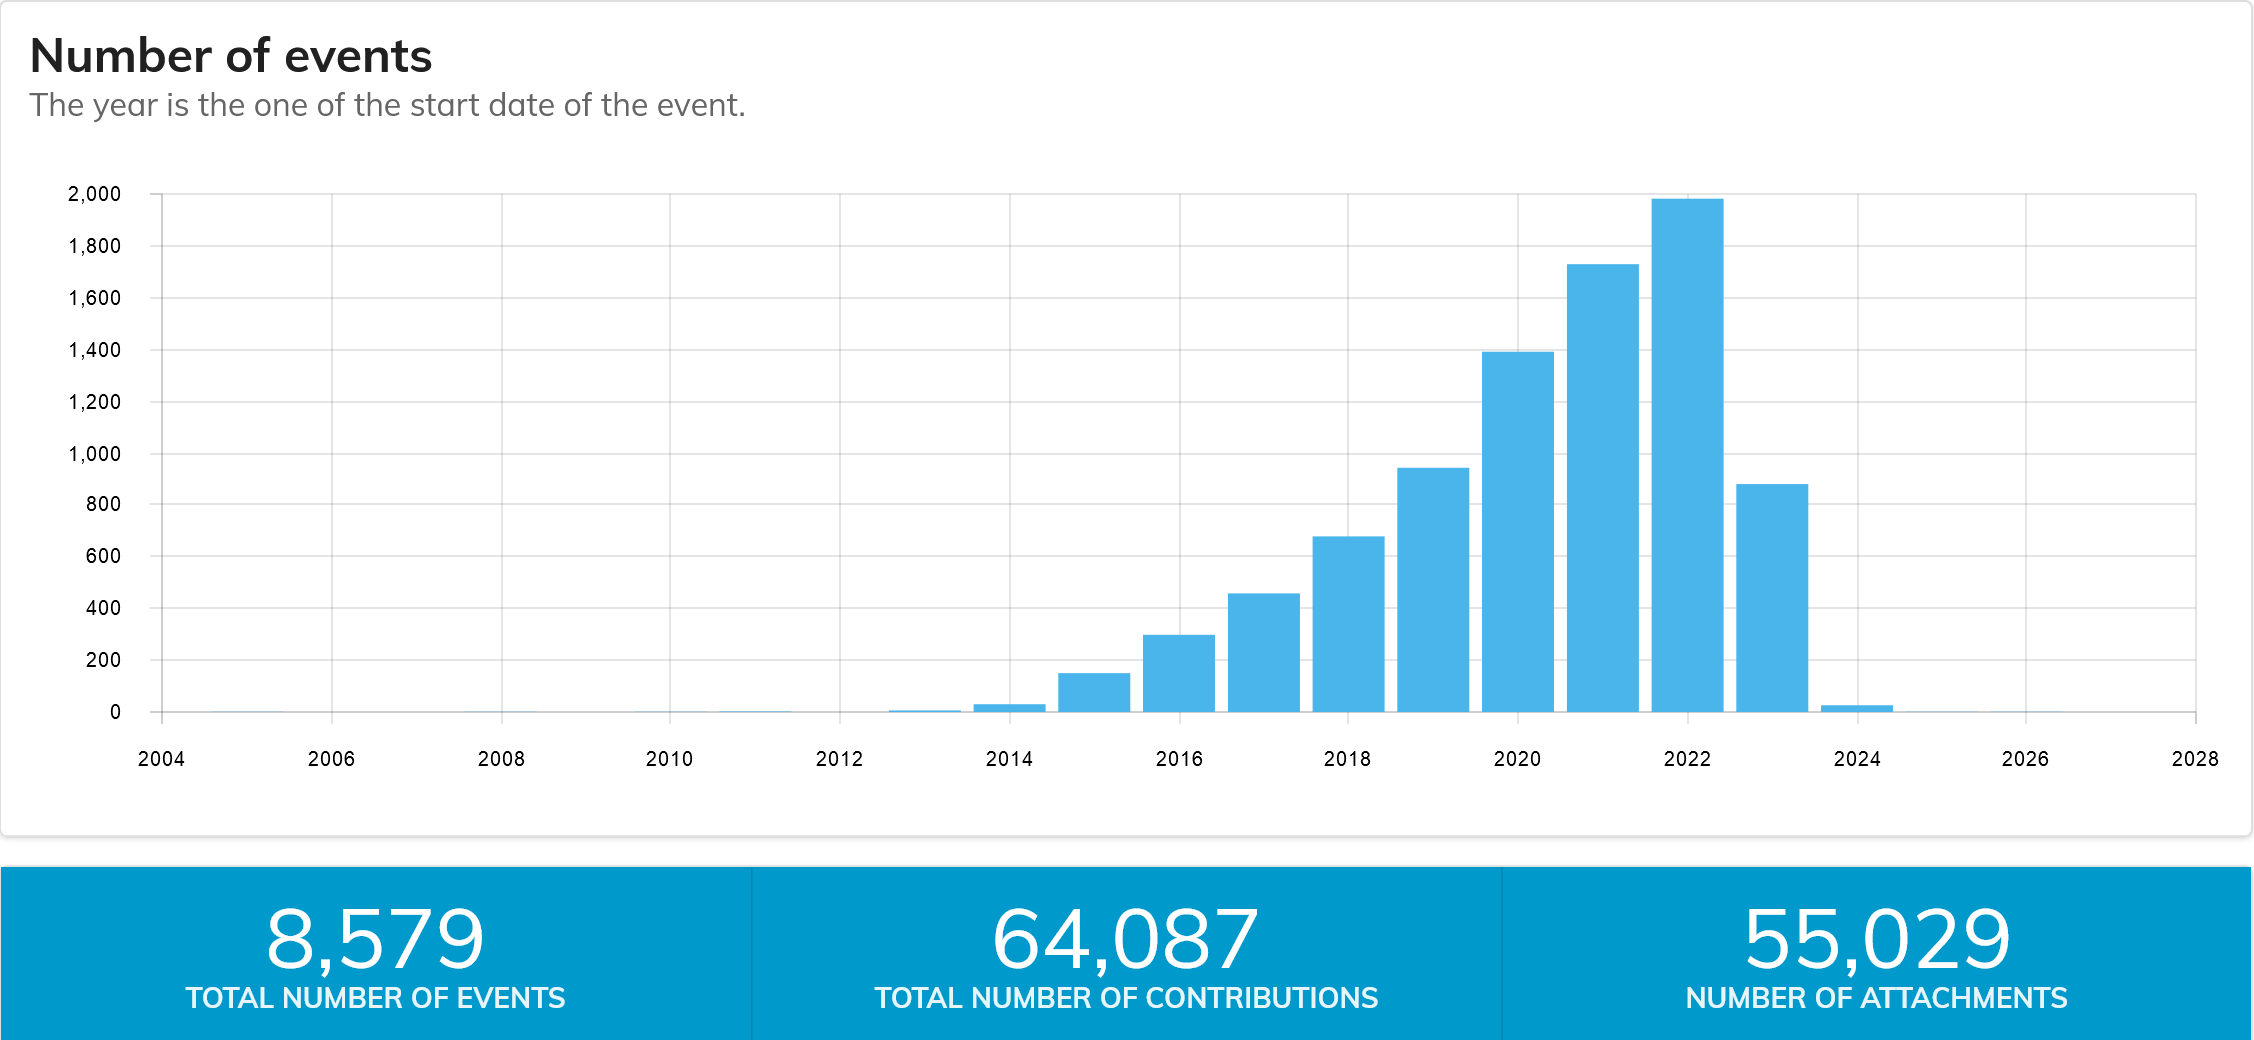 Number of events
The year is the one of the start date of the event.
2,000
1,800
1,600
1,400
1,200
1,000
800
600
400
200
0
2004 2006 2008 2010 2012 2014 2016 2018 2020 2022 2024 2026 2028
8,579 64,087 55,029
TOTAL NUMBER OF EVENTS TOTAL NUMBER OF CONTRIBUTIONS NUMBER OF ATTACHMENTS